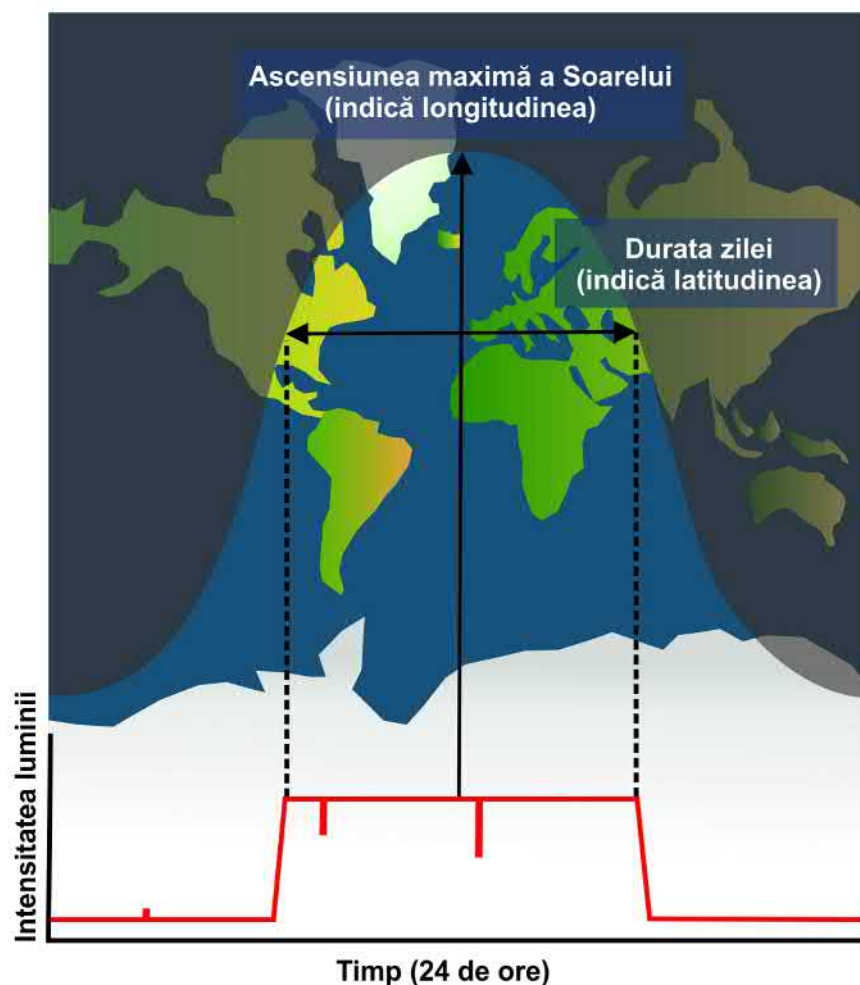 Ascensiunea maximă a Soarelui
(indică longitudinea)
Durata zilei
(indică latitudinea)
Intensitatea luminii
Timp (24 de ore)